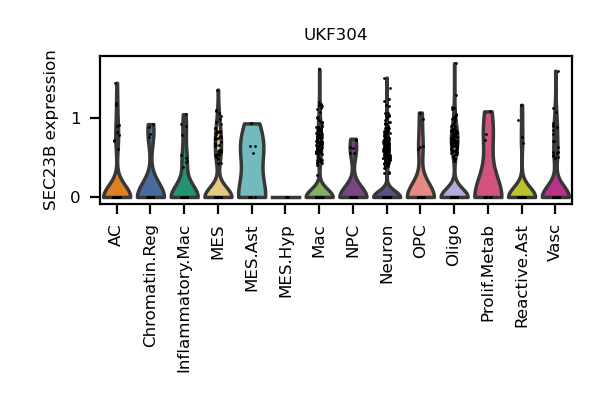 UKF304
SEC23B expression
1
0
AC
Chromatin.Reg
Inflammatory.Mac
MES
MES.Ast
MES.Hyp
Mac
NPC
Neuron
OPC
Oligo
Prolif.Metab
Reactive.Ast
Vasc